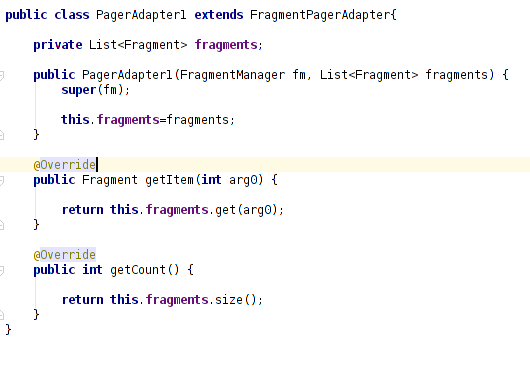 public class PagerAdapter1 extends FragmentPagerAdapter{
private List<Fragment> fragments;
public PagerAdapter1(FragmentManager fm, List<Fragment> fragments) {
super(fm);
this.fragments=fragments;
}
@Override
public Fragment getItem(int arg0) {
return this.fragments.get(arg0);
}
@Override
public int getCount() {
return this.fragments.size();
}
}